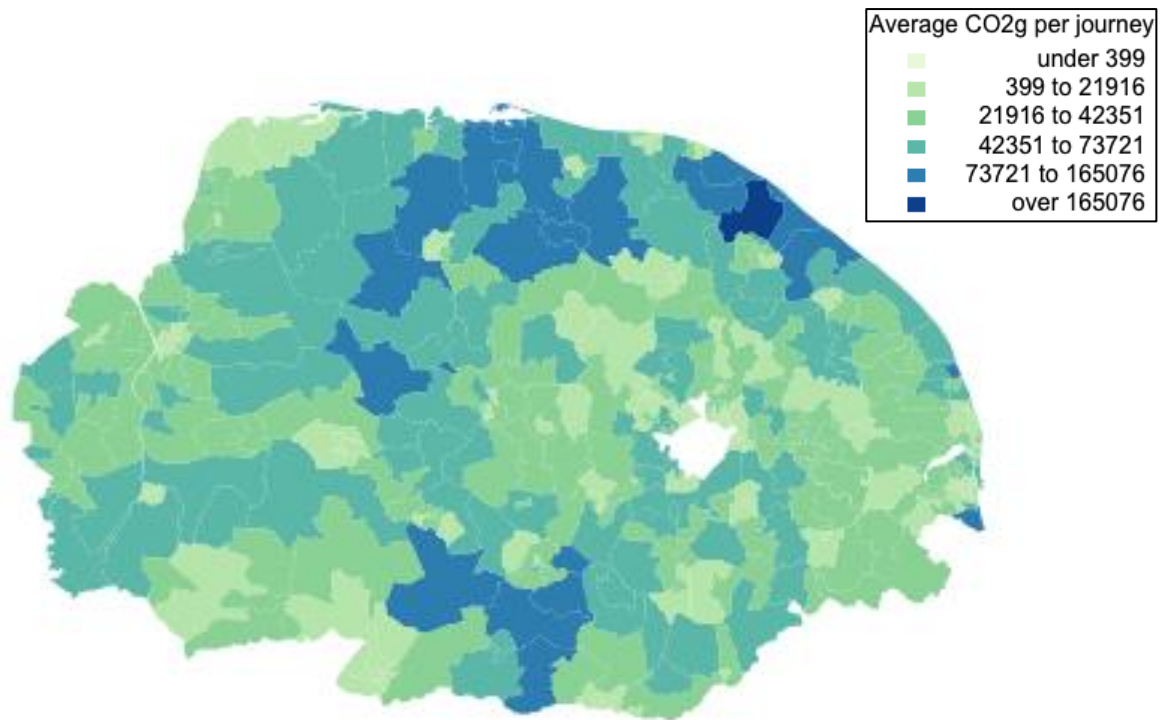 Average CO2g per journey
under 399
399 to 21916
21916 to 42351
42351 to 73721
73721 to 165076
over 165076